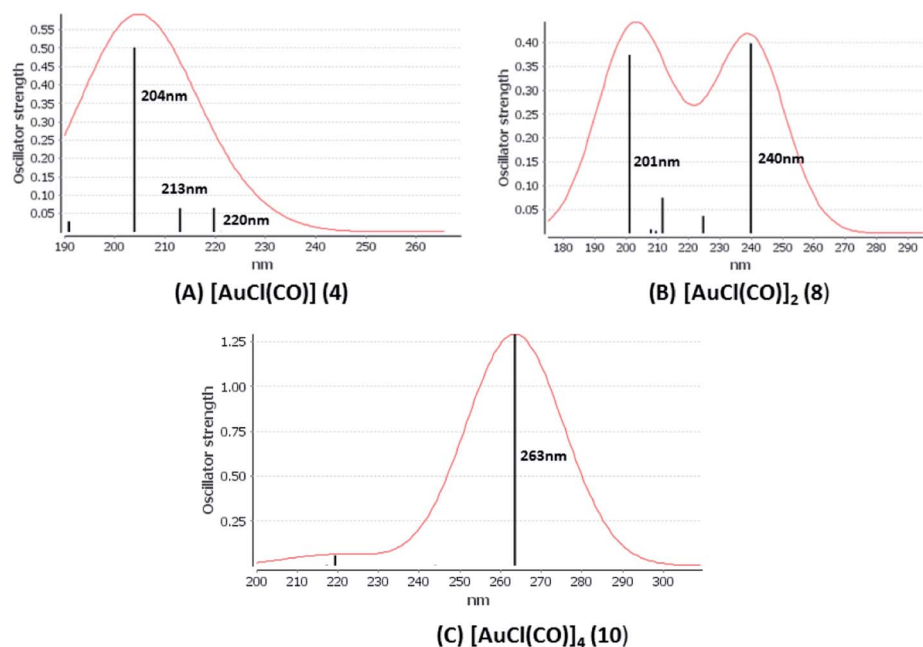 Oscillator strength
0.55
0.50
0.45
0.40
0.35
0.30
0.25
0.20
0.15
0.10
0.05
204nm
213nm
220nm
190 200 210 220 230 240 250 260
nm
(A) [AuCl(CO)] (4)
Oscillator strength
0.40
0.35
0.30
0.25
0.20
0.15
0.10
0.05
201nm
240nm
180 190 200 210 220 230 240 250 260 270 280 290
nm
(B) [AuCl(CO)]₂ (8)
Oscillator strength
1.25
1.00
0.75
0.50
0.25
263nm
200 210 220 230 240 250 260 270 280 290 300
nm
(C) [AuCl(CO)]₄ (10)